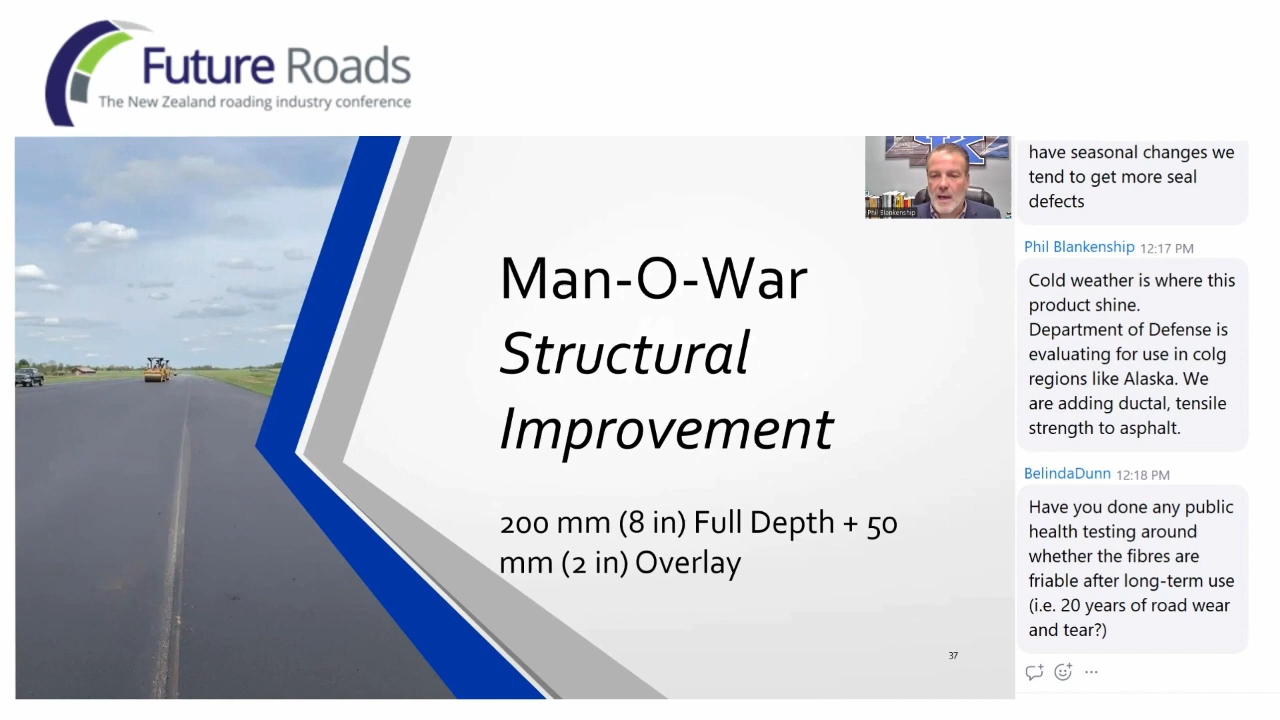 Future Roads
The New Zealand roading industry conference
Man-O-War
Structural
Improvement
200 mm (8 in) Full Depth + 50
mm (2 in) Overlay
37
Phil Blankenship
have seasonal changes we
tend to get more seal
defects
Phil Blankenship 12:17 PM
Cold weather is where this
product shine.
Department of Defense is
evaluating for use in colg
regions like Alaska. We
are adding ductal, tensile
strength to asphalt.
BelindaDunn 12:18 PM
Have you done any public
health testing around
whether the fibres are
friable after long-term use
(i.e. 20 years of road wear
and tear?)